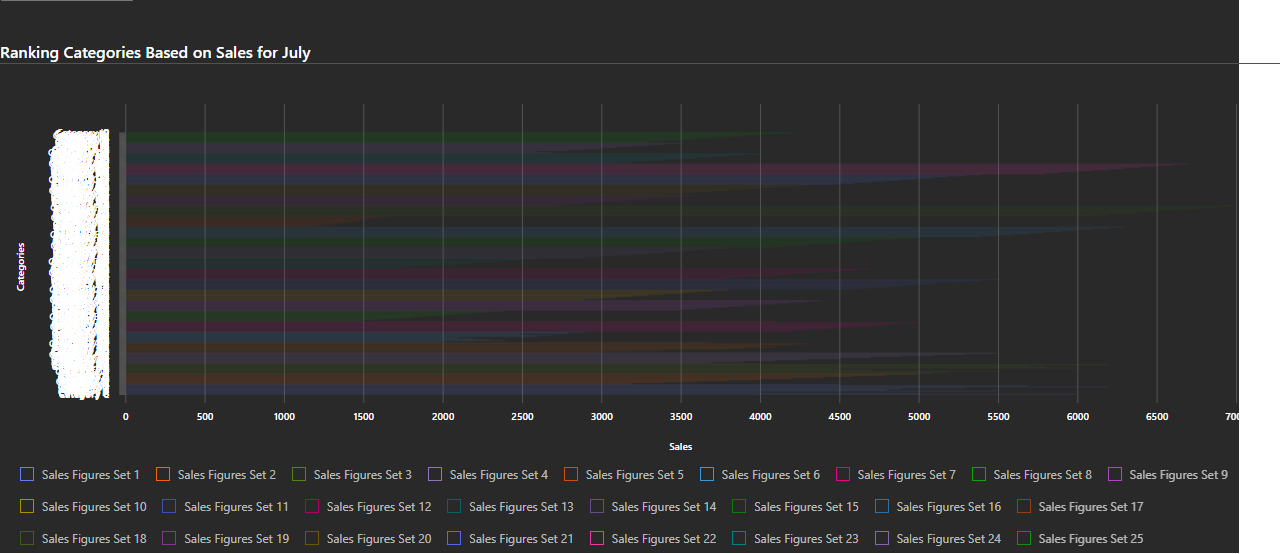 Ranking Categories Based on Sales for July
Categories
0 500 1000 1500 2000 2500 3000 3500 4000 4500 5000 5500 6000 6500
Sales
Sales Figures Set 1 Sales Figures Set 2 Sales Figures Set 3 Sales Figures Set 4 Sales Figures Set 5 Sales Figures Set 6 Sales Figures Set 7 Sales Figures Set 8 Sales Figures Set 9
Sales Figures Set 10 Sales Figures Set 11 Sales Figures Set 12 Sales Figures Set 13 Sales Figures Set 14 Sales Figures Set 15 Sales Figures Set 16 Sales Figures Set 17
Sales Figures Set 18 Sales Figures Set 19 Sales Figures Set 20 Sales Figures Set 21 Sales Figures Set 22 Sales Figures Set 23 Sales Figures Set 24 Sales Figures Set 25